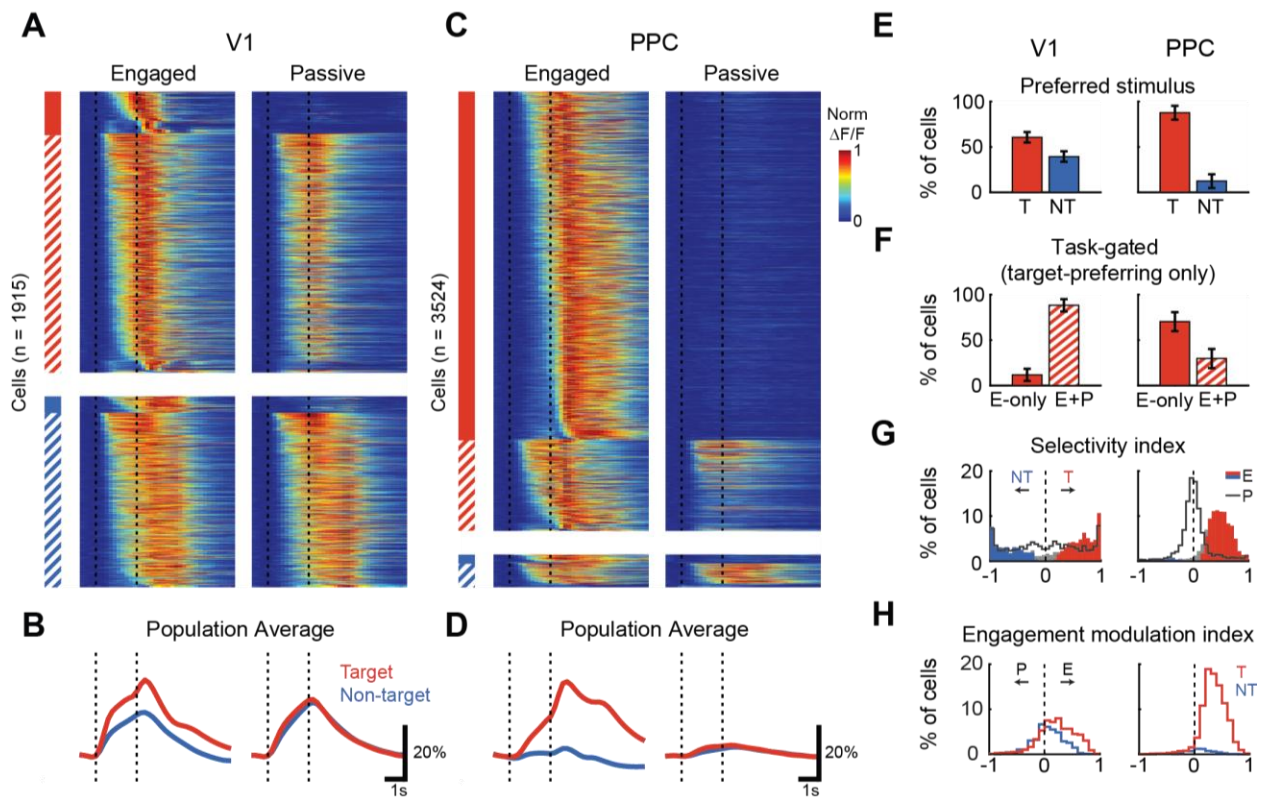 A
V1
Engaged
Passive
Cells (n = 1915)
C
PPC
Engaged
Passive
Cells (n = 3524)
Norm
ΔF/F
1
0
B
Population Average
Target
Non-target
20%
1s
D
Population Average
20%
1s
E
V1
PPC
Preferred stimulus
% of cells
100
50
0
T
NT
T
NT
F
Task-gated
(target-preferring only)
% of cells
100
50
0
E-only
E+P
E-only
E+P
G
Selectivity index
% of cells
20
10
0
NT
T
-1
0
1
E
P
-1
0
1
H
Engagement modulation index
% of cells
20
10
0
P
E
-1
0
1
T
NT
-1
0
1